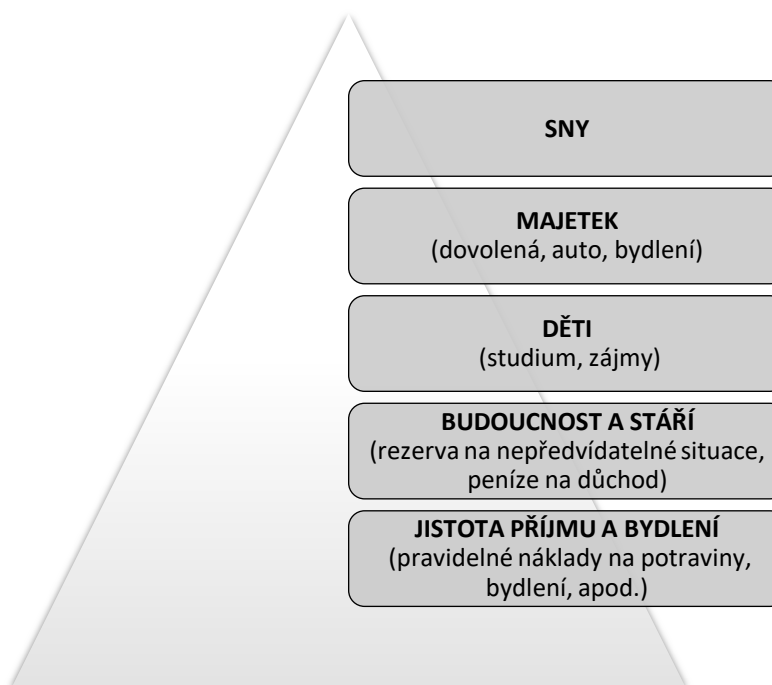 SNY
MAJETEK
(dovolená, auto, bydlení)
DĚTI
(studium, zájmy)
BUDOUCNOST A STÁŘÍ
(rezerva na nepředvídatelné situace,
peníze na důchod)
JISTOTA PŘÍJMU A BYDLENÍ
(pravidelné náklady na potraviny,
bydlení, apod.)